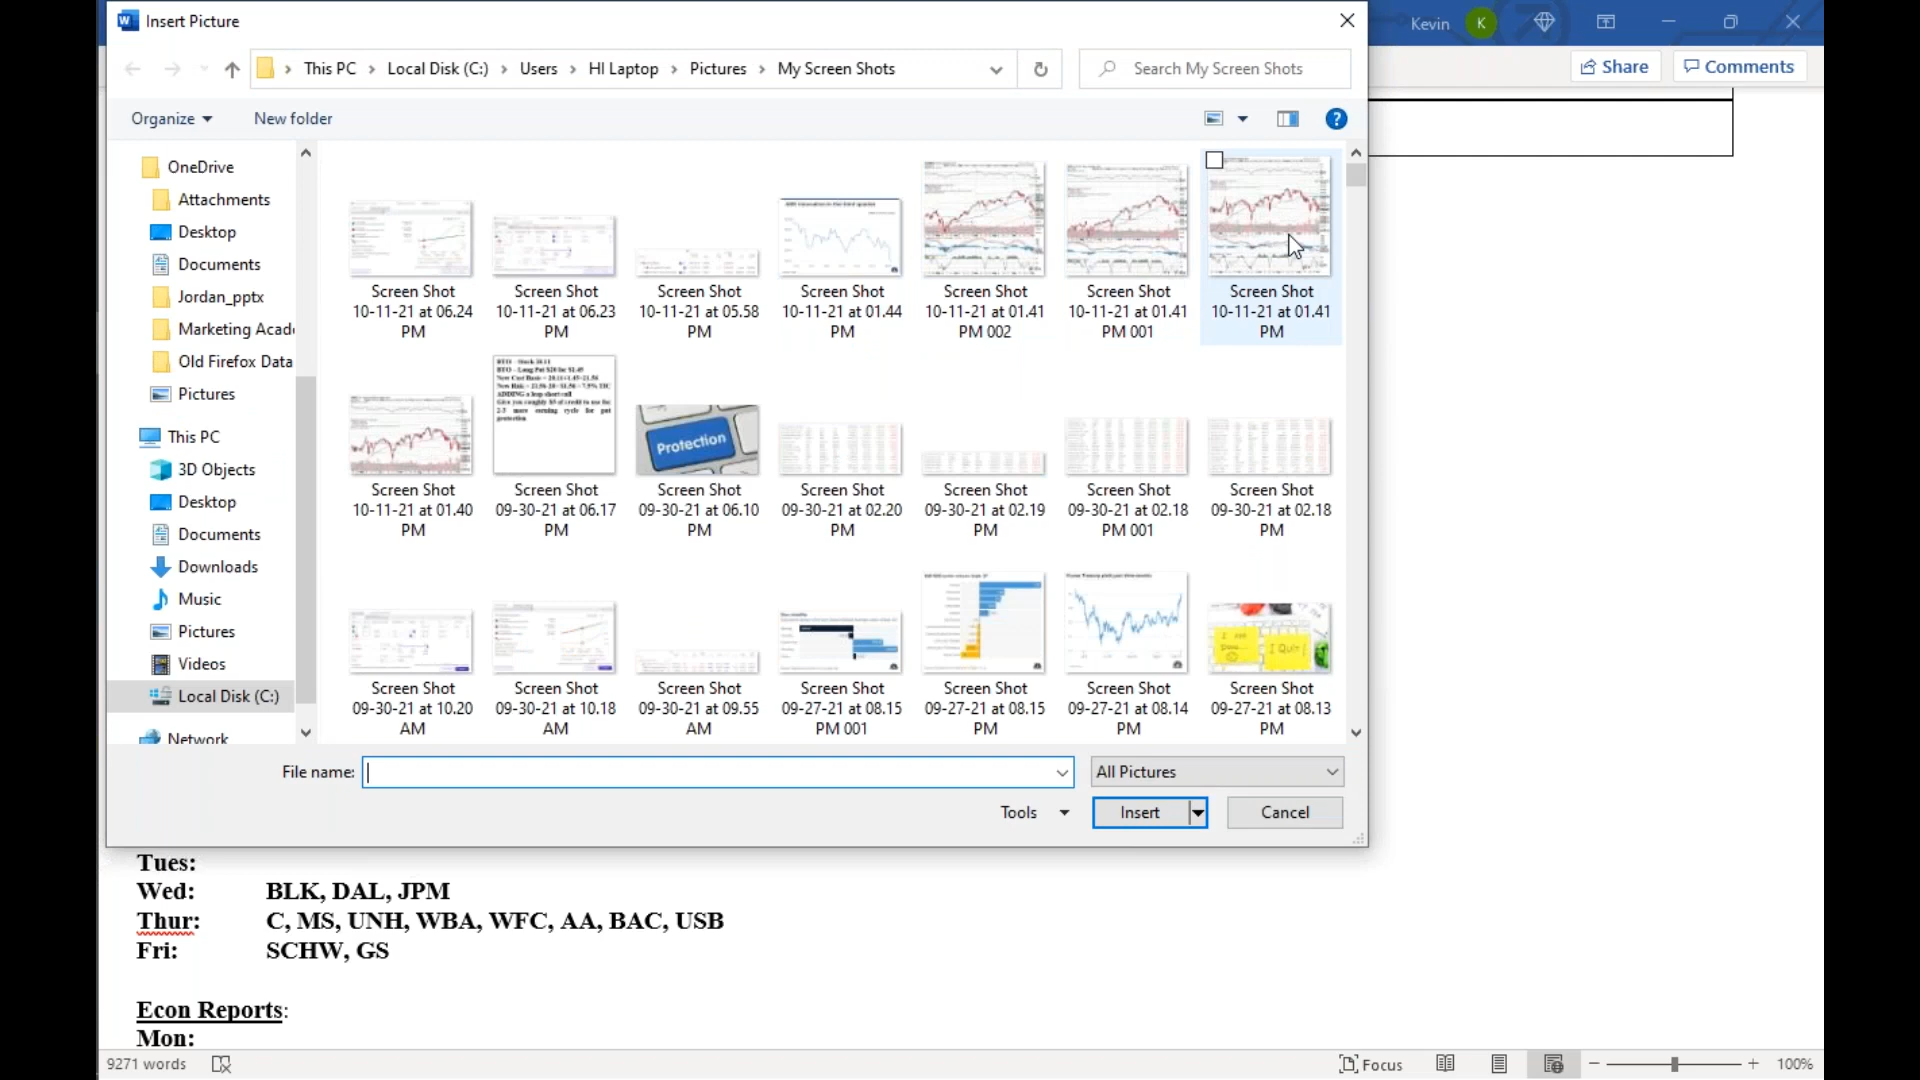 Insert Picture
Kevin K
This PC Local Disk (C:) Users HI Laptop Pictures My Screen Shots
Search My Screen Shots
Share Comments
Organize New folder
OneDrive
Attachments
Desktop
Documents
Jordan_pptx
Marketing Acad
Old Firefox Data
Pictures
This PC
3D Objects
Desktop
Documents
Downloads
Music
Pictures
Videos
Local Disk (C:)
Network
Screen Shot
10-11-21 at 06.24
PM
Screen Shot
10-11-21 at 06.23
PM
Screen Shot
10-11-21 at 05.58
PM
Screen Shot
10-11-21 at 01.44
PM
Screen Shot
10-11-21 at 01.41
PM 002
Screen Shot
10-11-21 at 01.41
PM 001
Screen Shot
10-11-21 at 01.41
PM
Protection
Screen Shot
10-11-21 at 01.40
PM
Screen Shot
09-30-21 at 06.17
PM
Screen Shot
09-30-21 at 06.10
PM
Screen Shot
09-30-21 at 02.20
PM
Screen Shot
09-30-21 at 02.19
PM
Screen Shot
09-30-21 at 02.18
PM 001
Screen Shot
09-30-21 at 02.18
PM
I Quit!
Screen Shot
09-30-21 at 10.20
AM
Screen Shot
09-30-21 at 10.18
AM
Screen Shot
09-30-21 at 09.55
AM
Screen Shot
09-27-21 at 08.15
PM 001
Screen Shot
09-27-21 at 08.15
PM
Screen Shot
09-27-21 at 08.14
PM
Screen Shot
09-27-21 at 08.13
PM
File name:
All Pictures
Tools Insert Cancel
Tues:
Wed: BLK, DAL, JPM
Thur: C, MS, UNH, WBA, WFC, AA, BAC, USB
Fri: SCHW, GS
Econ Reports:
Mon:
9271 words
Focus
100%